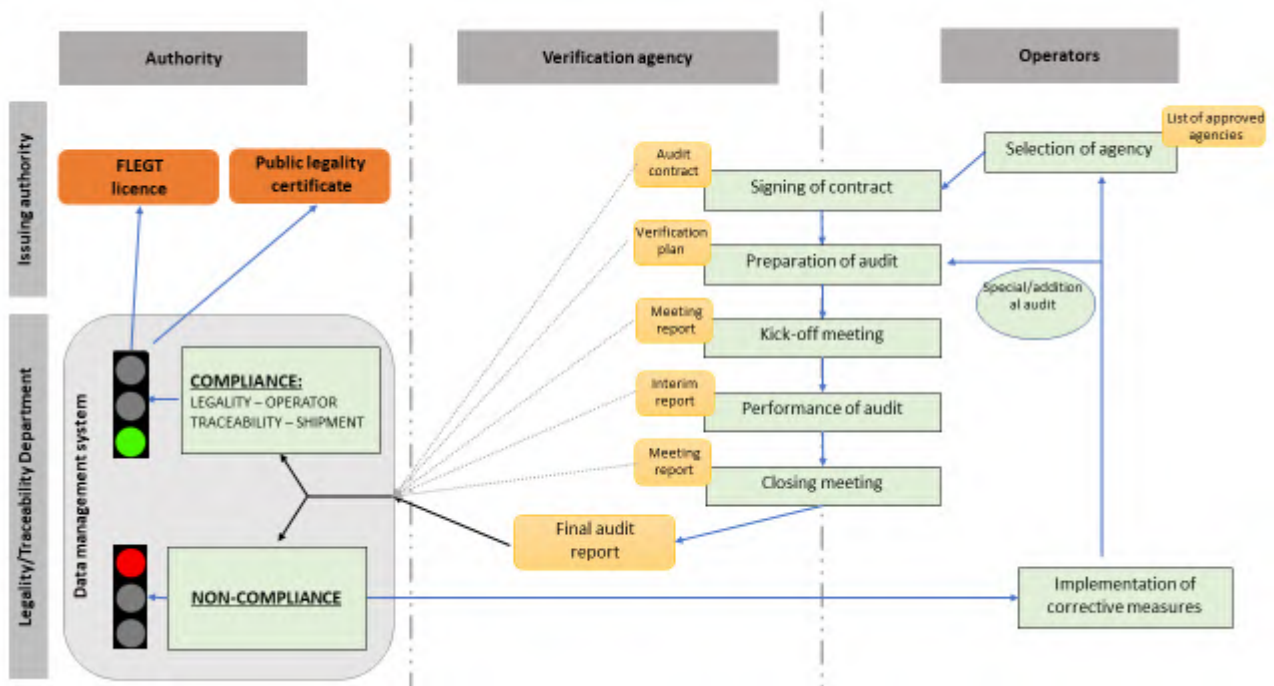 Authority
Verification agency
Operators
Issuing authority
FLEGT
licence
Public legality
certificate
Audit
contract
Signing of contract
Selection of agency
List of approved
agencies
Verification
plan
Preparation of audit
Special/addition
al audit
Meeting
report
Kick-off meeting
Interim
report
Performance of audit
Meeting
report
Closing meeting
Final audit
report
Legality/Traceability Department
Data management system
COMPLIANCE:
LEGALITY – OPERATOR
TRACEABILITY – SHIPMENT
NON-COMPLIANCE
Implementation of
corrective measures